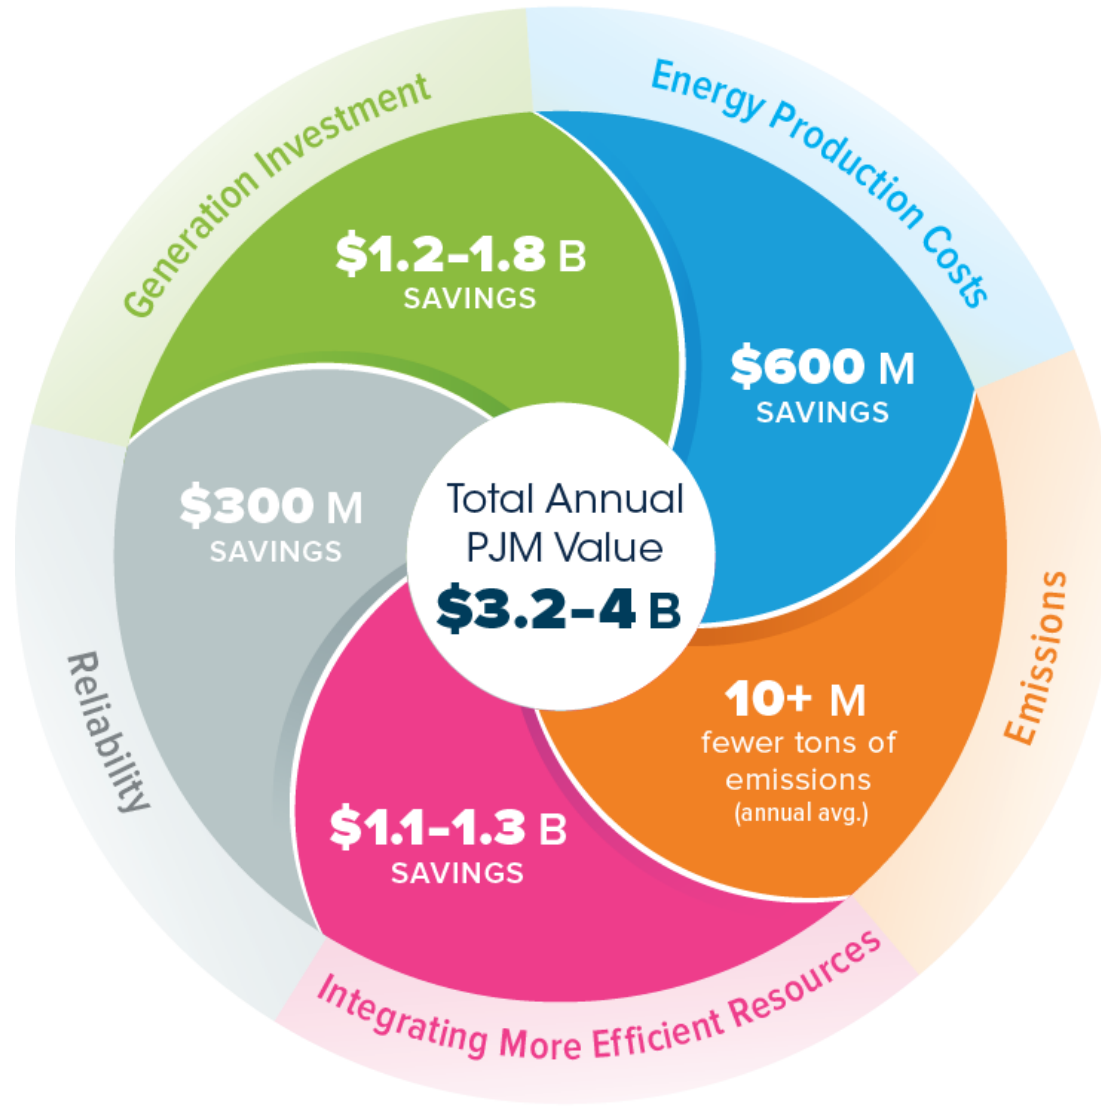 Generation Investment
$1.2-1.8 B
SAVINGS
Energy Production Costs
$600 M
SAVINGS
Emissions
10+ M
fewer tons of
emissions
(annual avg.)
Integrating More Efficient Resources
$1.1-1.3 B
SAVINGS
Reliability
$300 M
SAVINGS
Total Annual
PJM Value
$3.2-4 B